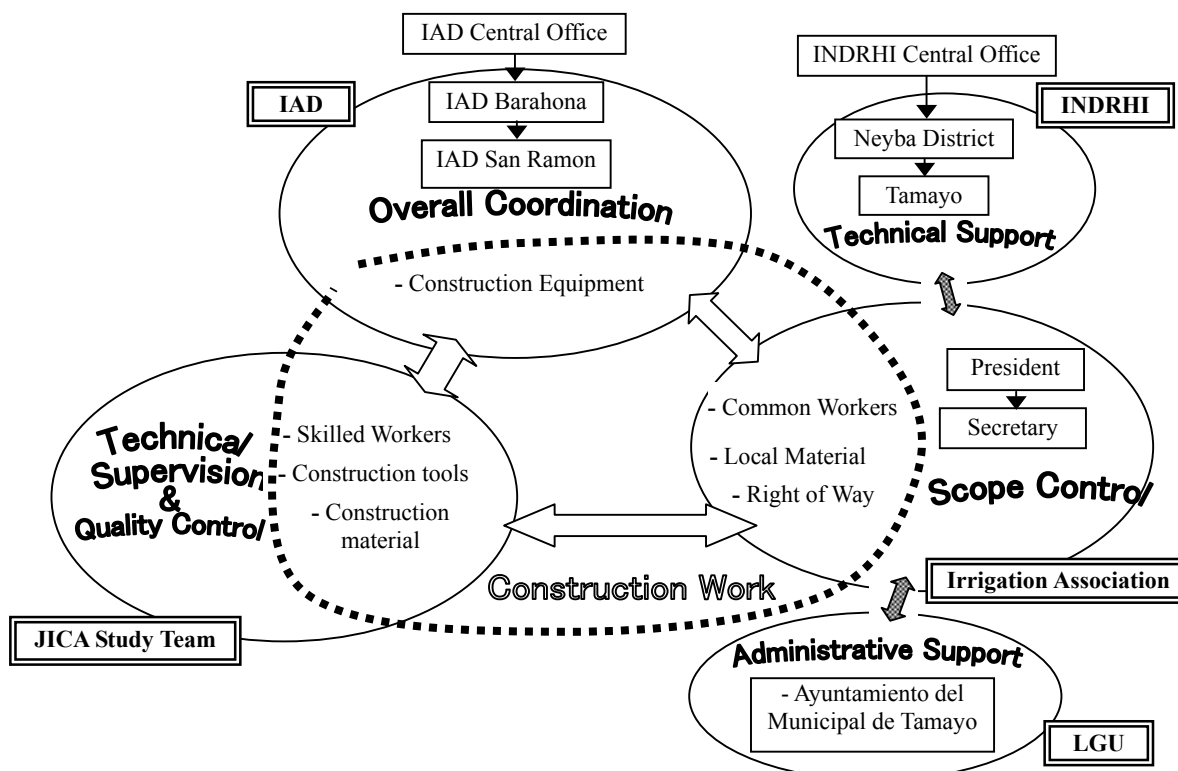 IAD Central Office
IAD
IAD Barahona
IAD San Ramon
Overall Coordination
- Construction Equipment
INDRHI Central Office
INDRHI
Neyba District
Tamayo
Technical Support
President
Secretary
- Common Workers
- Local Material
- Right of Way
Scope Control
Irrigation Association
Technical
Supervision
&
Quality Control
- Skilled Workers
- Construction tools
- Construction
material
JICA Study Team
Construction Work
Administrative Support
- Ayuntamiento del
Municipal de Tamayo
LGU